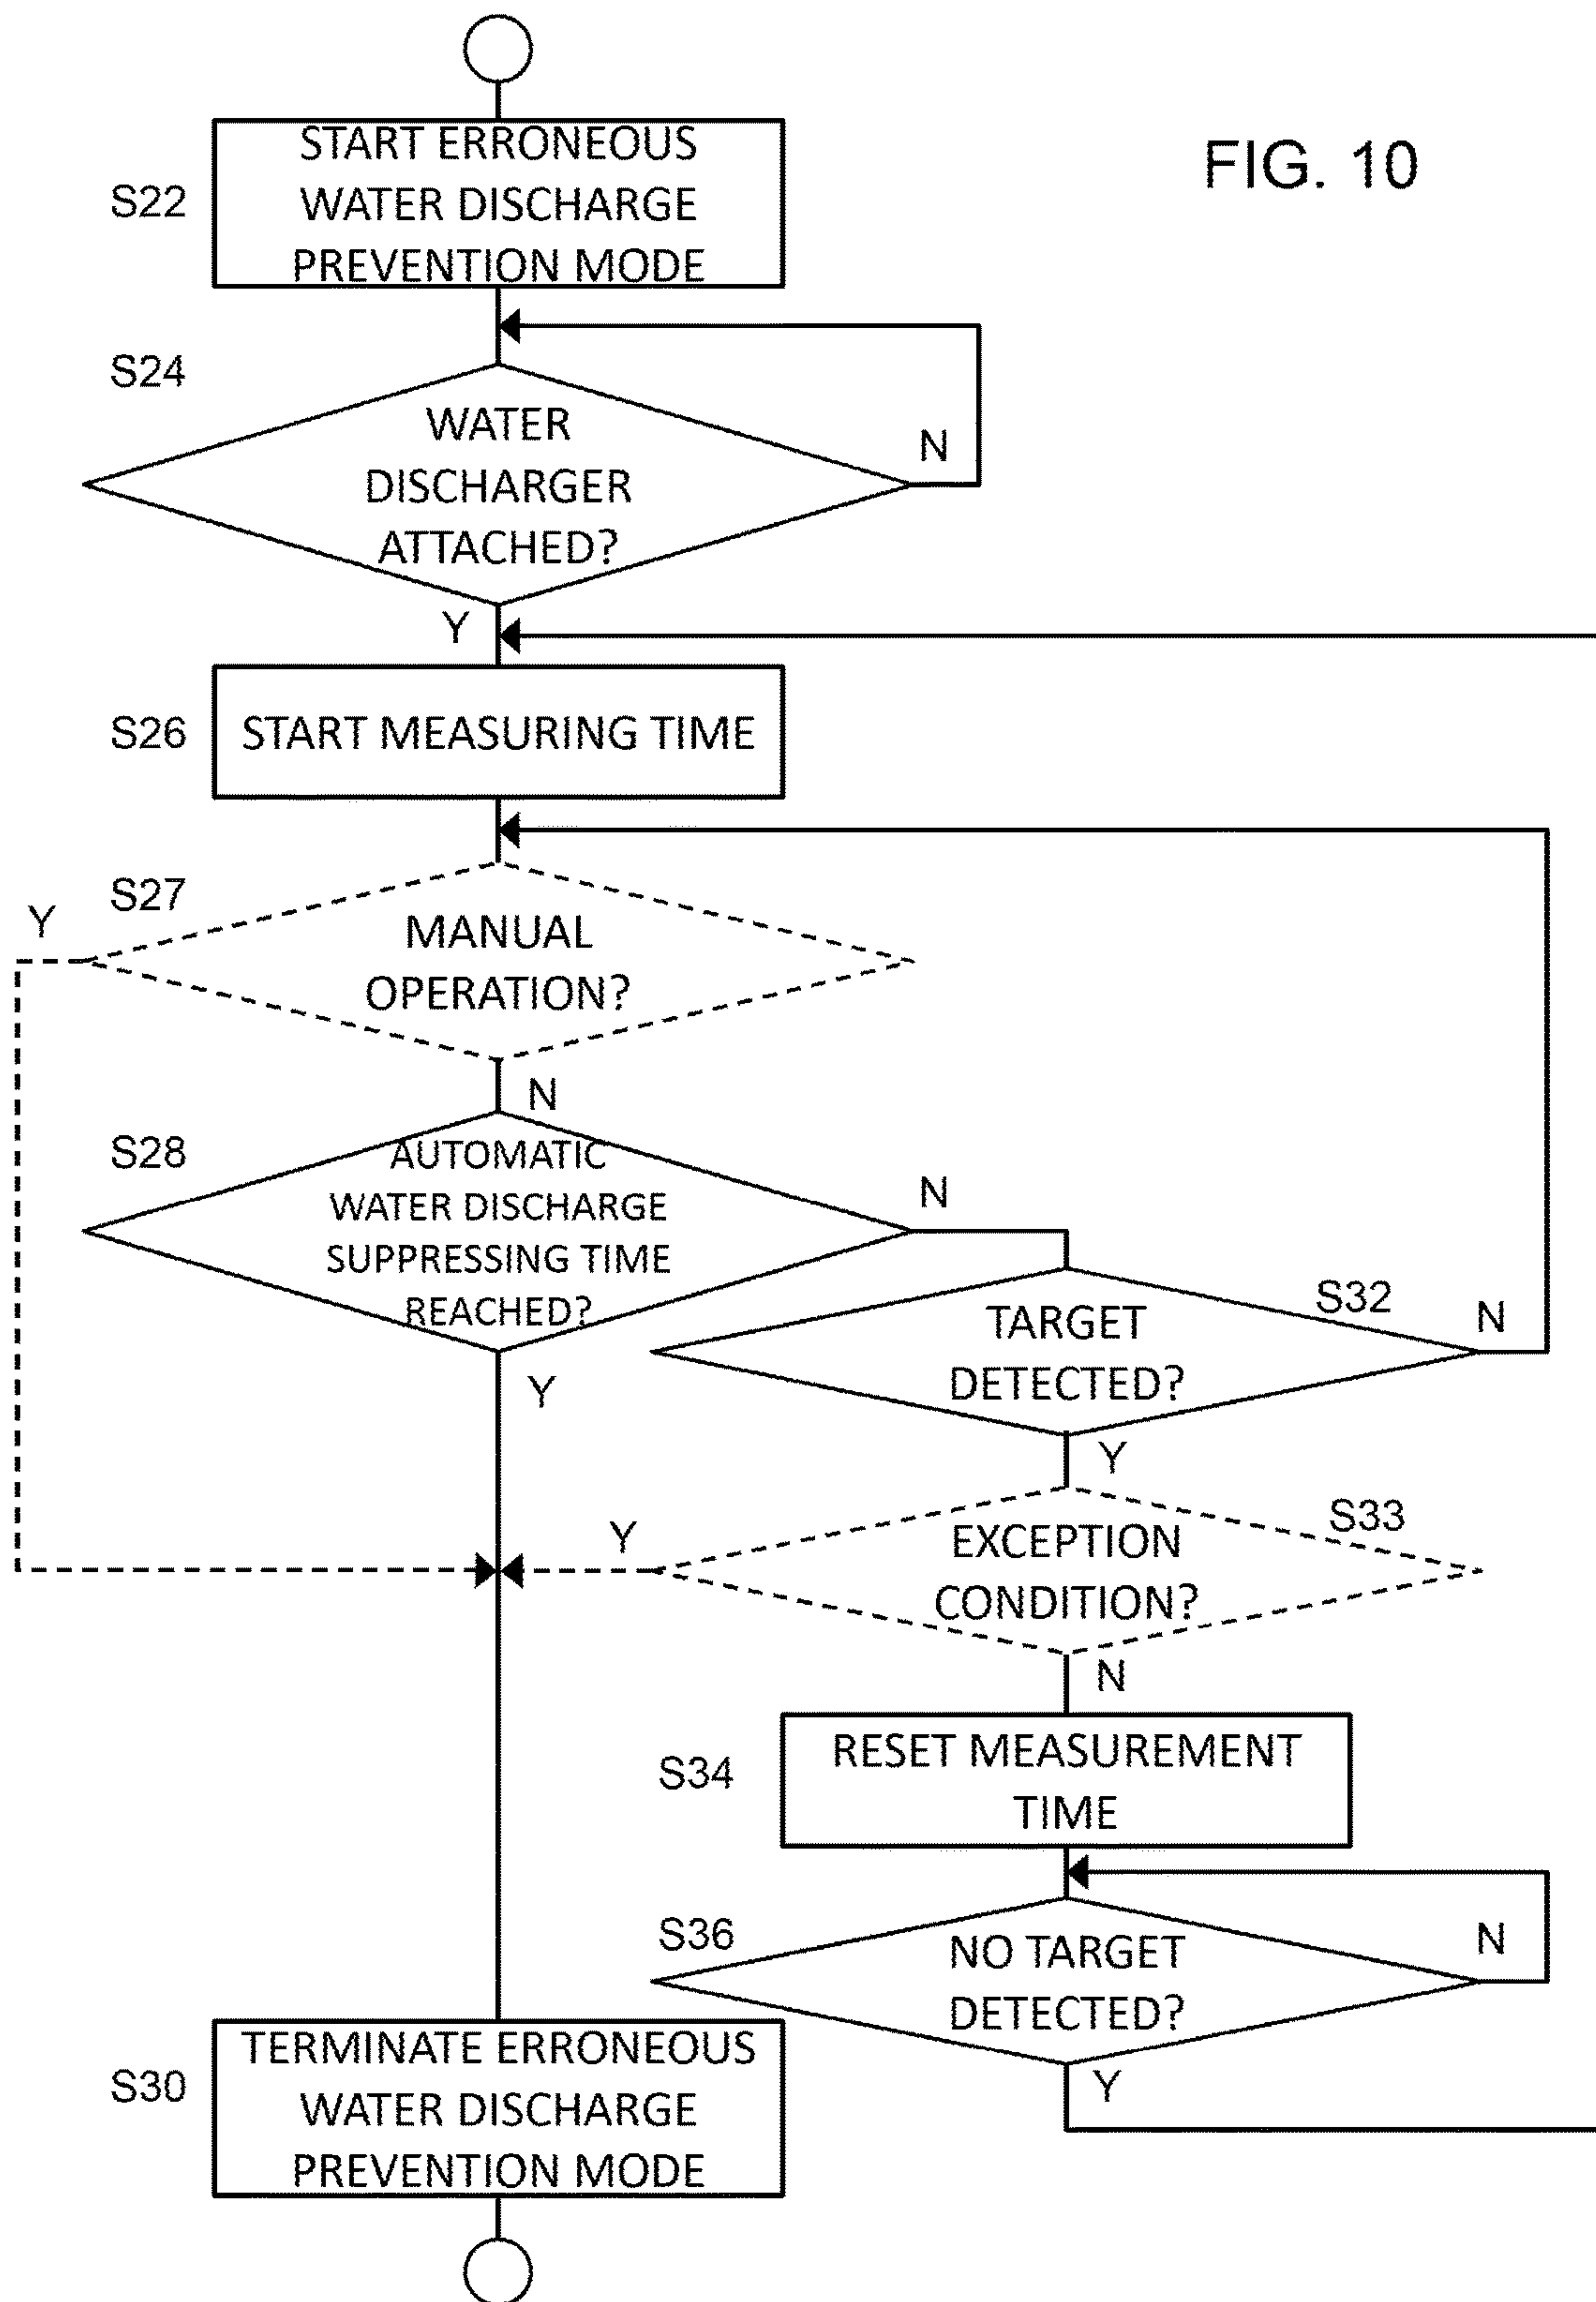 FIG. 10
S22
START ERRONEOUS
WATER DISCHARGE
PREVENTION MODE
S24
WATER
DISCHARGER
ATTACHED?
N
Y
S26
START MEASURING TIME
S27
Y
MANUAL
OPERATION?
N
S28
AUTOMATIC
WATER DISCHARGE
SUPPRESSING TIME
REACHED?
N
Y
S32
TARGET
DETECTED?
N
Y
S33
EXCEPTION
CONDITION?
Y
N
S34
RESET MEASUREMENT
TIME
S36
NO TARGET
DETECTED?
N
Y
S30
TERMINATE ERRONEOUS
WATER DISCHARGE
PREVENTION MODE